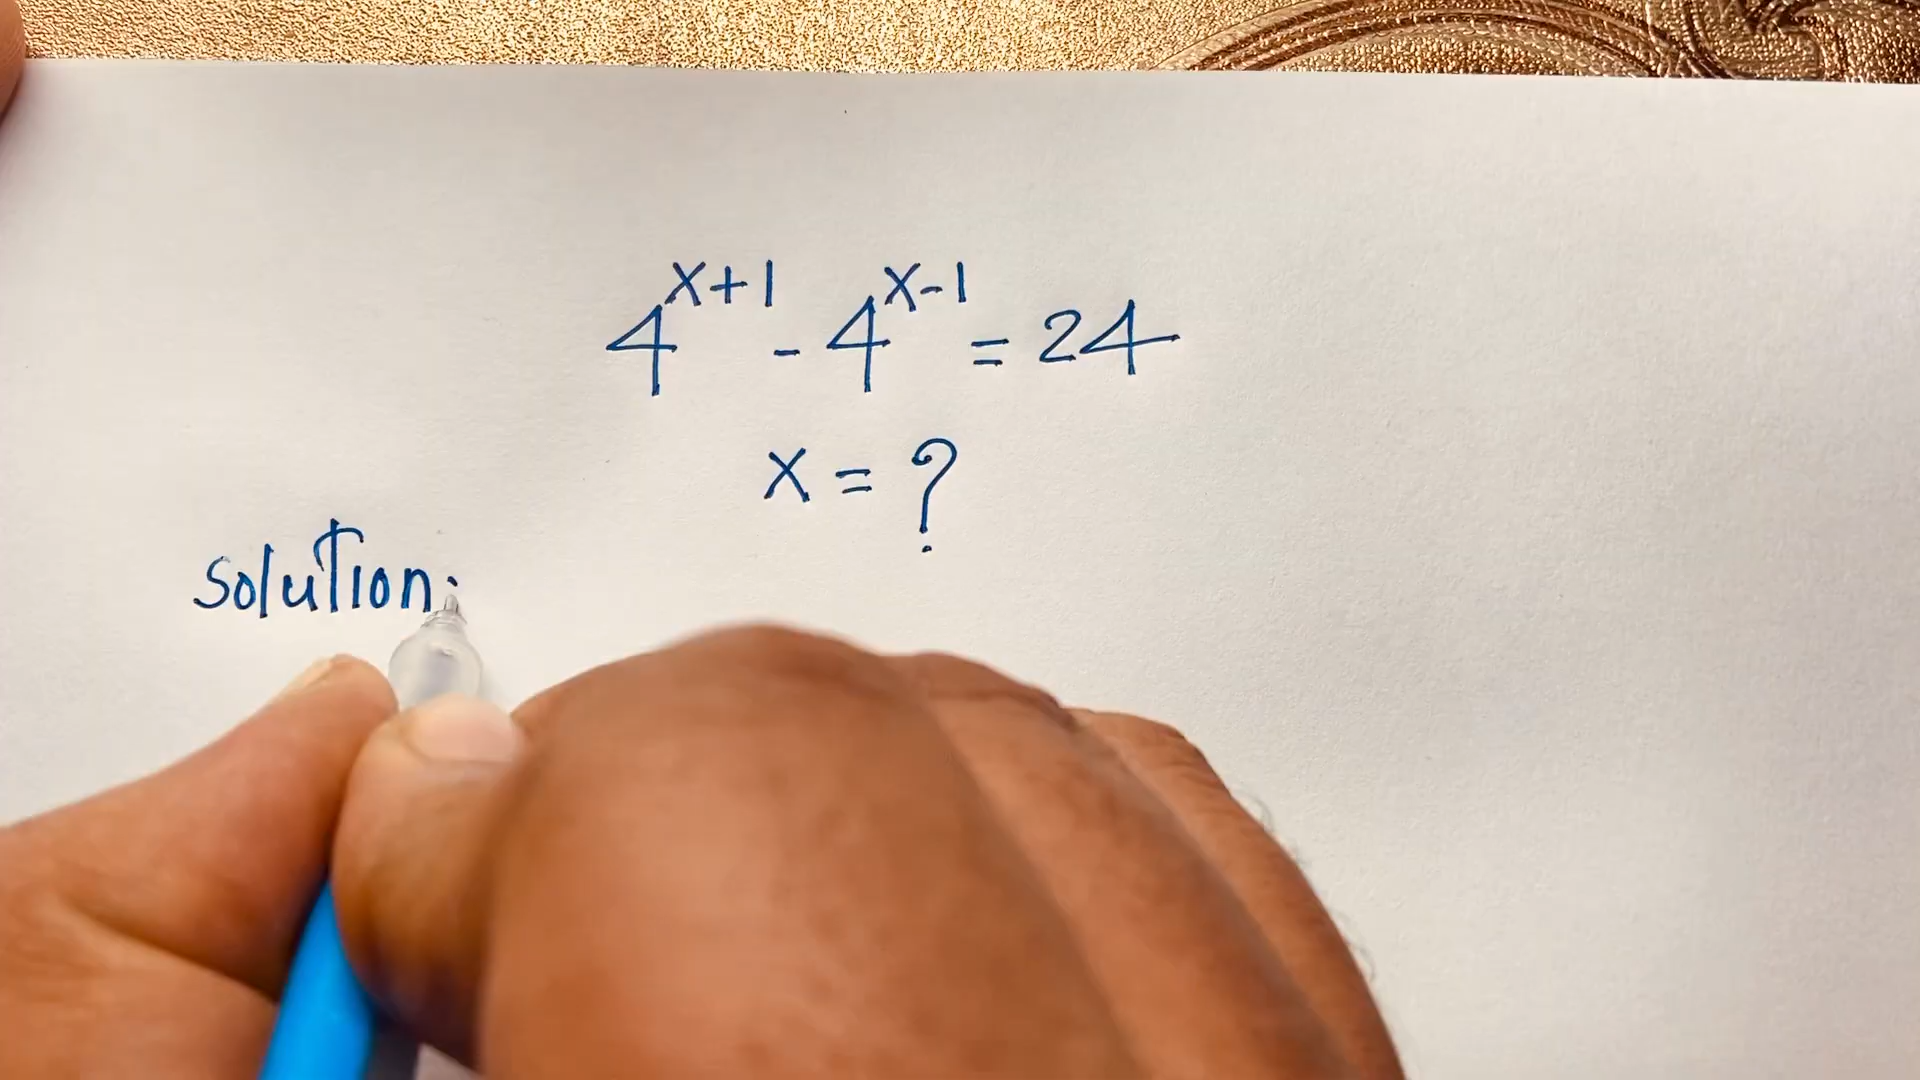 4^{x+1} - 4^{x-1} = 24
x = ?
Solution: